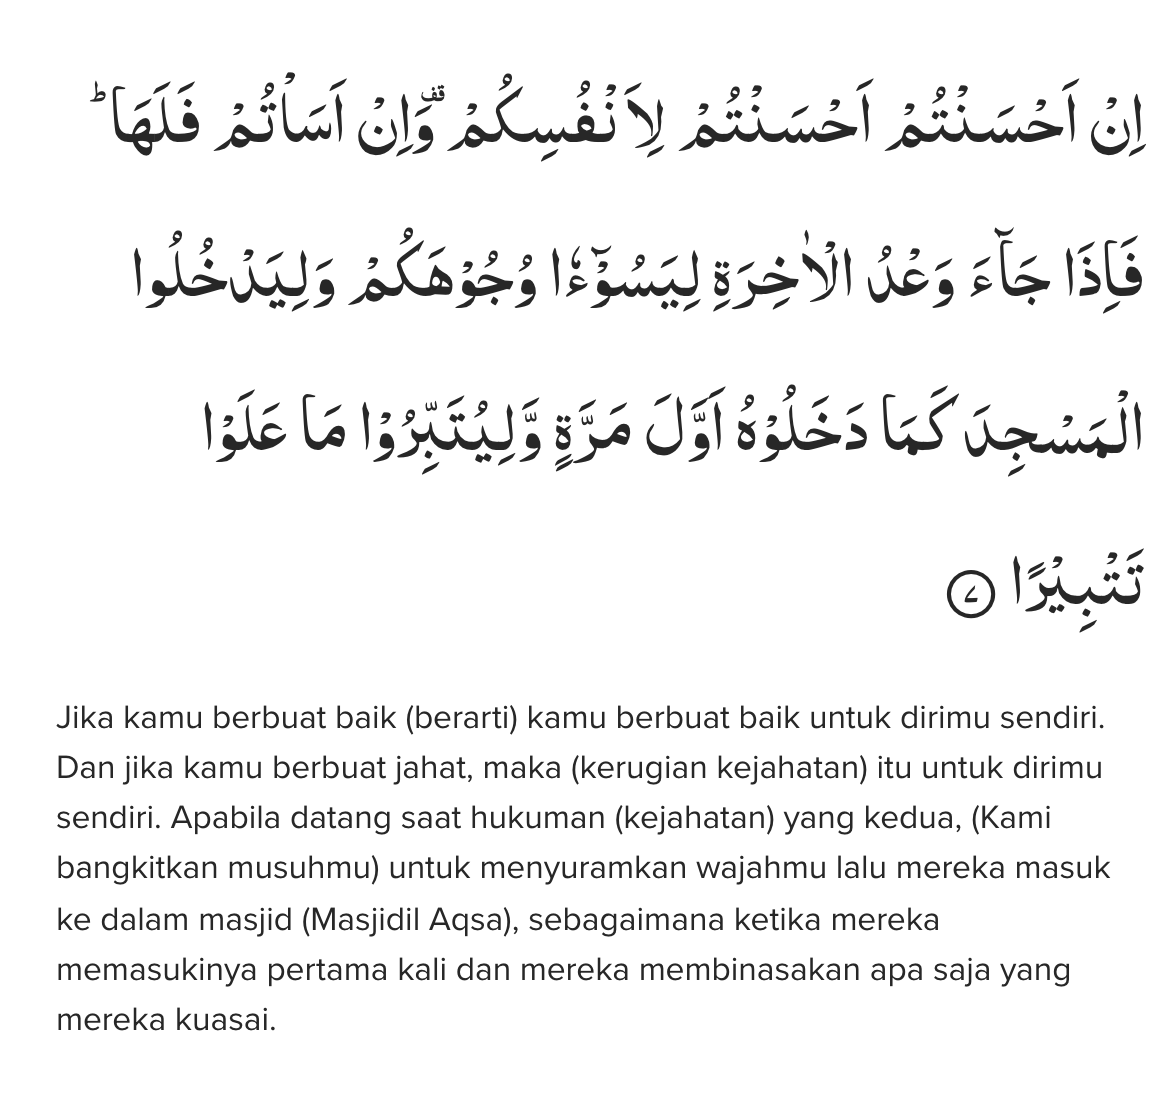 اِنْ اَحْسَنْتُمْ اَحْسَنْتُمْ لِاَنْفُسِكُمْ ۗوَاِنْ اَسَأْتُمْ فَلَهَاۗ
فَاِذَا جَاۤءَ وَعْدُ الْاٰخِرَةِ لِيَسُوْۤءٗا وُجُوْهَكُمْ وَلِيَدْخُلُوا
الْمَسْجِدَ كَمَا دَخَلُوْهُ اَوَّلَ مَرَّةٍ وَّلِيُتَبِّرُوْا مَا عَلَوْا
تَتْبِيْرًا ٧
Jika kamu berbuat baik (berarti) kamu berbuat baik untuk dirimu sendiri.
Dan jika kamu berbuat jahat, maka (kerugian kejahatan) itu untuk dirimu
sendiri. Apabila datang saat hukuman (kejahatan) yang kedua, (Kami
bangkitkan musuhmu) untuk menyuramkan wajahmu lalu mereka masuk
ke dalam masjid (Masjidil Aqsa), sebagaimana ketika mereka
memasukinya pertama kali dan mereka membinasakan apa saja yang
mereka kuasai.